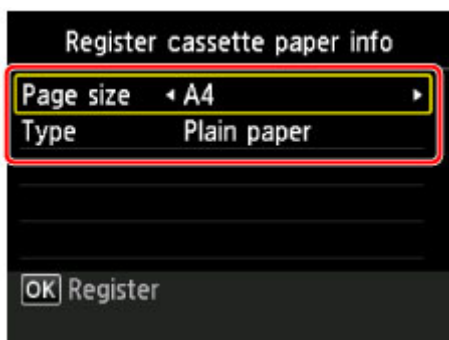 Register cassette paper info
Page size A4
Type Plain paper
OK Register